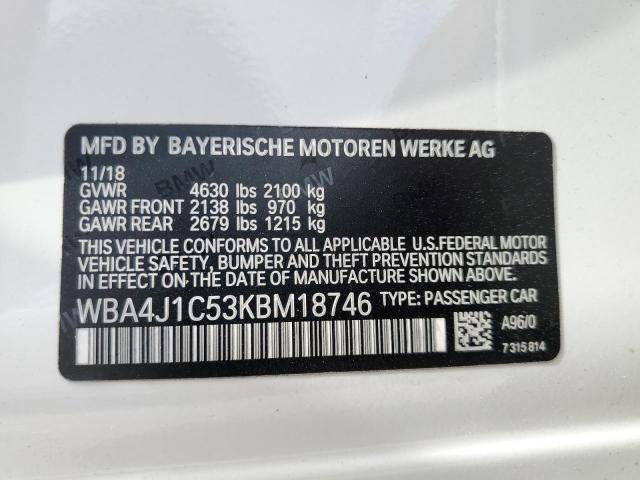 MFD BY BAYERISCHE MOTOREN WERKE AG
11/18
GVWR 4630 lbs 2100 kg
GAWR FRONT 2138 lbs 970 kg
GAWR REAR 2679 lbs 1215 kg
THIS VEHICLE CONFORMS TO ALL APPLICABLE U.S.FEDERAL MOTOR
VEHICLE SAFETY, BUMPER AND THEFT PREVENTION STANDARDS
IN EFFECT ON THE DATE OF MANUFACTURE SHOWN ABOVE.
WBA4J1C53KBM18746 TYPE: PASSENGER CAR
A96/0
7315814